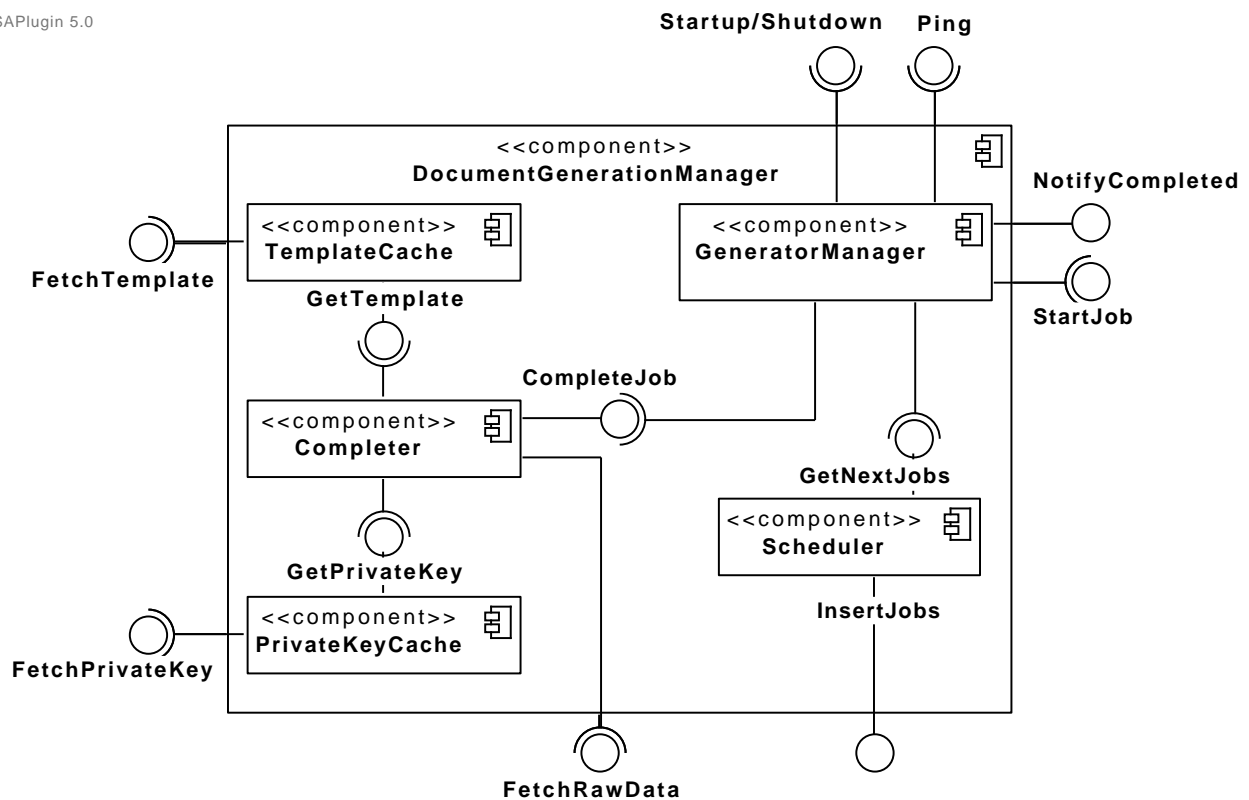 Startup/Shutdown
Ping
<<component>>
DocumentGenerationManager
NotifyCompleted
<<component>>
TemplateCache
<<component>>
GeneratorManager
FetchTemplate
GetTemplate
StartJob
CompleteJob
<<component>>
Completer
GetNextJobs
<<component>>
Scheduler
GetPrivateKey
InsertJobs
<<component>>
PrivateKeyCache
FetchPrivateKey
FetchRawData
5.0